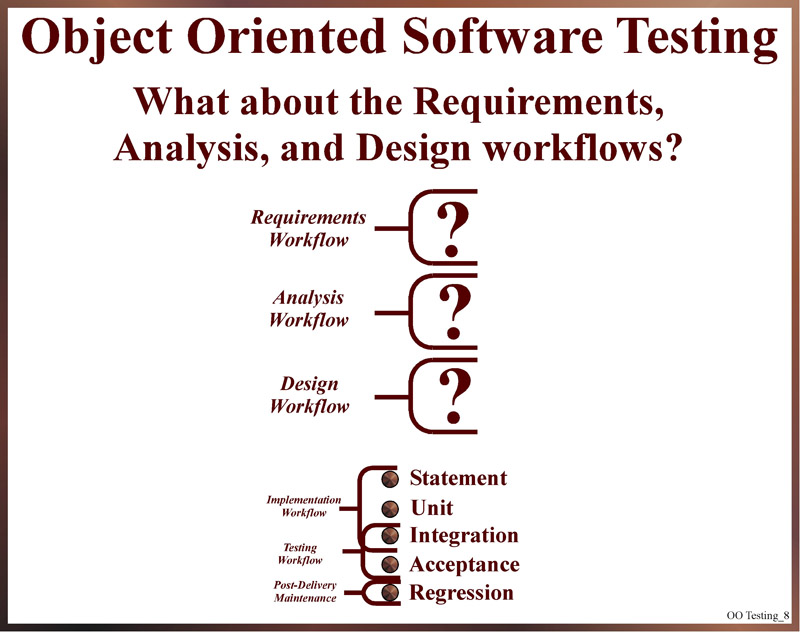 Object Oriented Software Testing
What about the Requirements,
Analysis, and Design workflows?
Requirements
Workflow
?
Analysis
Workflow
?
Design
Workflow
?
Statement
Implementation
Workflow
Unit
Integration
Testing
Workflow
Acceptance
Post-Delivery
Maintenance
Regression
OO Testing_8